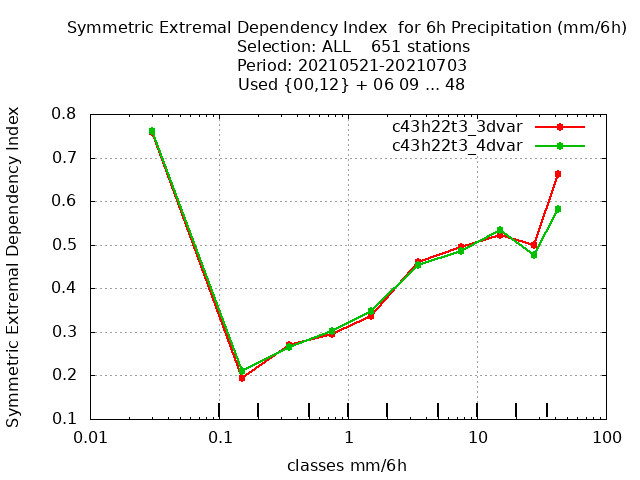 Symmetric Extremal Dependency Index  for 6h Precipitation (mm/6h)
Selection: ALL    651 stations
Period: 20210521-20210703
Used {00,12} + 06 09 ... 48
c43h22t3_3dvar
c43h22t3_4dvar
Symmetric Extremal Dependency Index
0.8
0.7
0.6
0.5
0.4
0.3
0.2
0.1
0.01
0.1
1
10
100
classes mm/6h